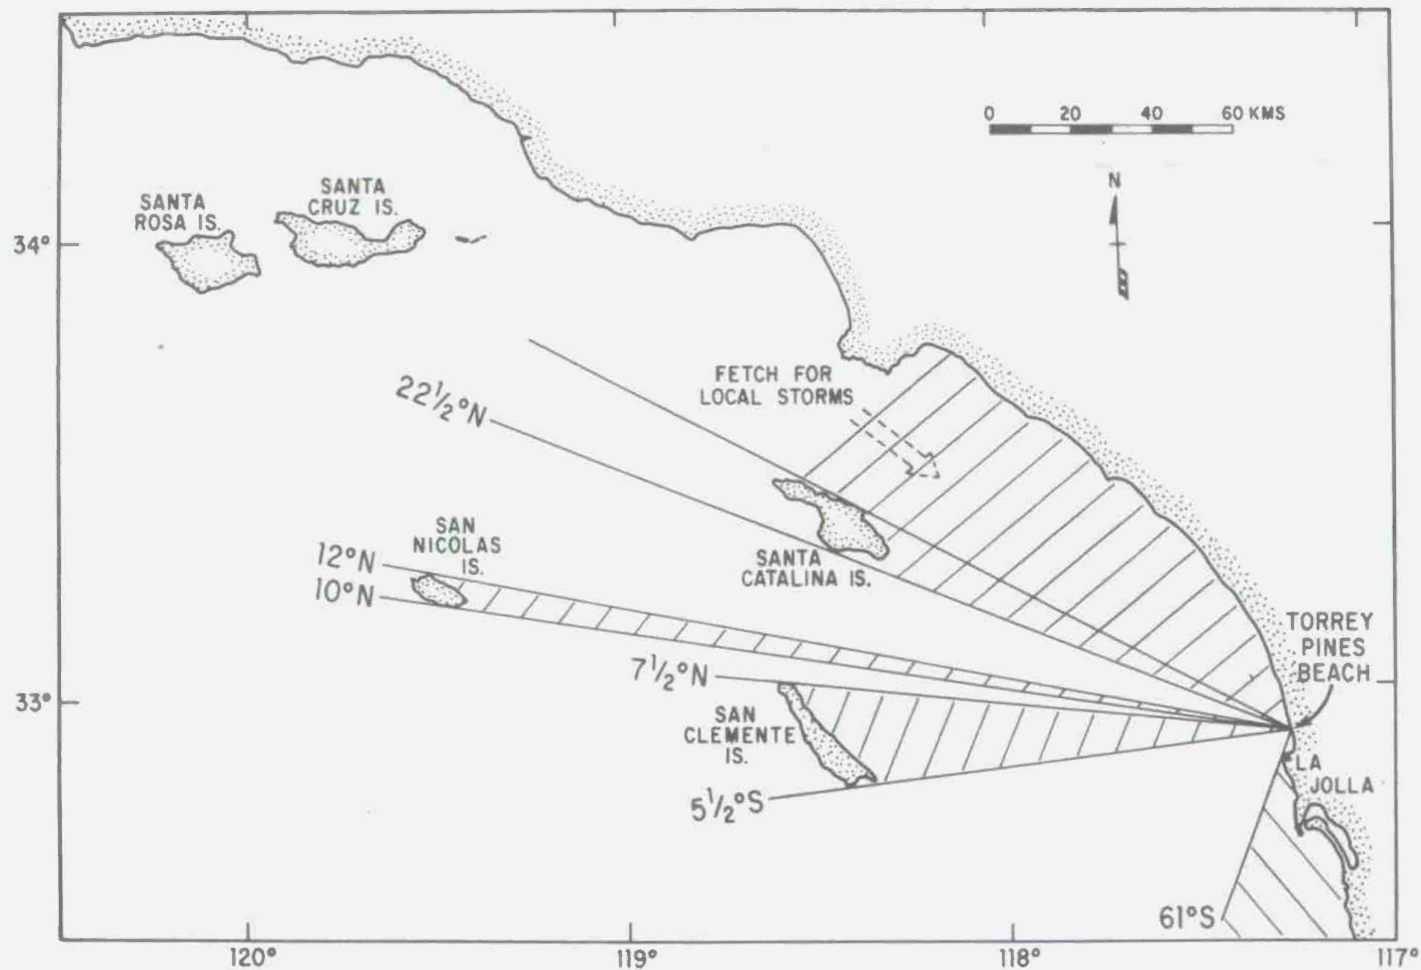 0 20 40 60 KMS
N
SANTA
ROSA IS.
SANTA
CRUZ IS.
34°
FETCH FOR
LOCAL STORMS
22½°N
SAN
NICOLAS
IS.
12°N
10°N
SANTA
CATALINA IS.
TORREY
PINES
BEACH
7½°N
33°
SAN
CLEMENTE
IS.
5½°S
LA
JOLLA
61°S
120° 119° 118° 117°